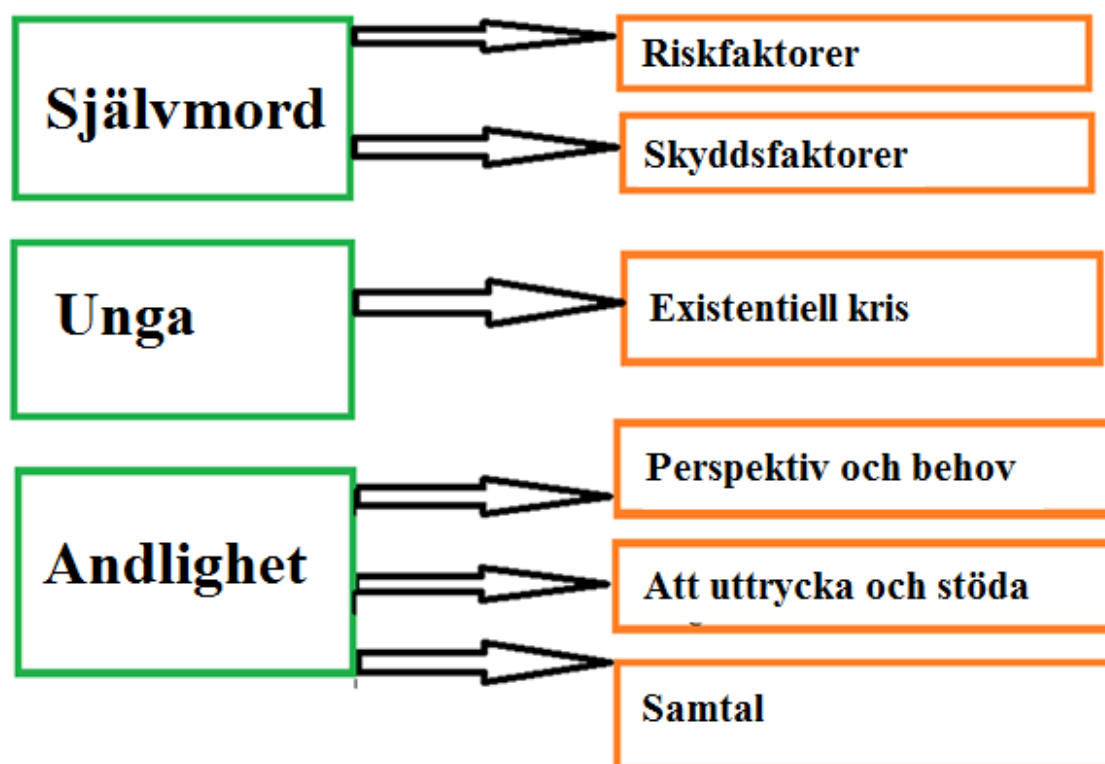 Självmord
Riskfaktorer
Skyddsfaktorer
Unga
Existentiell kris
Andlighet
Perspektiv och behov
Att uttrycka och stöda
Samtal